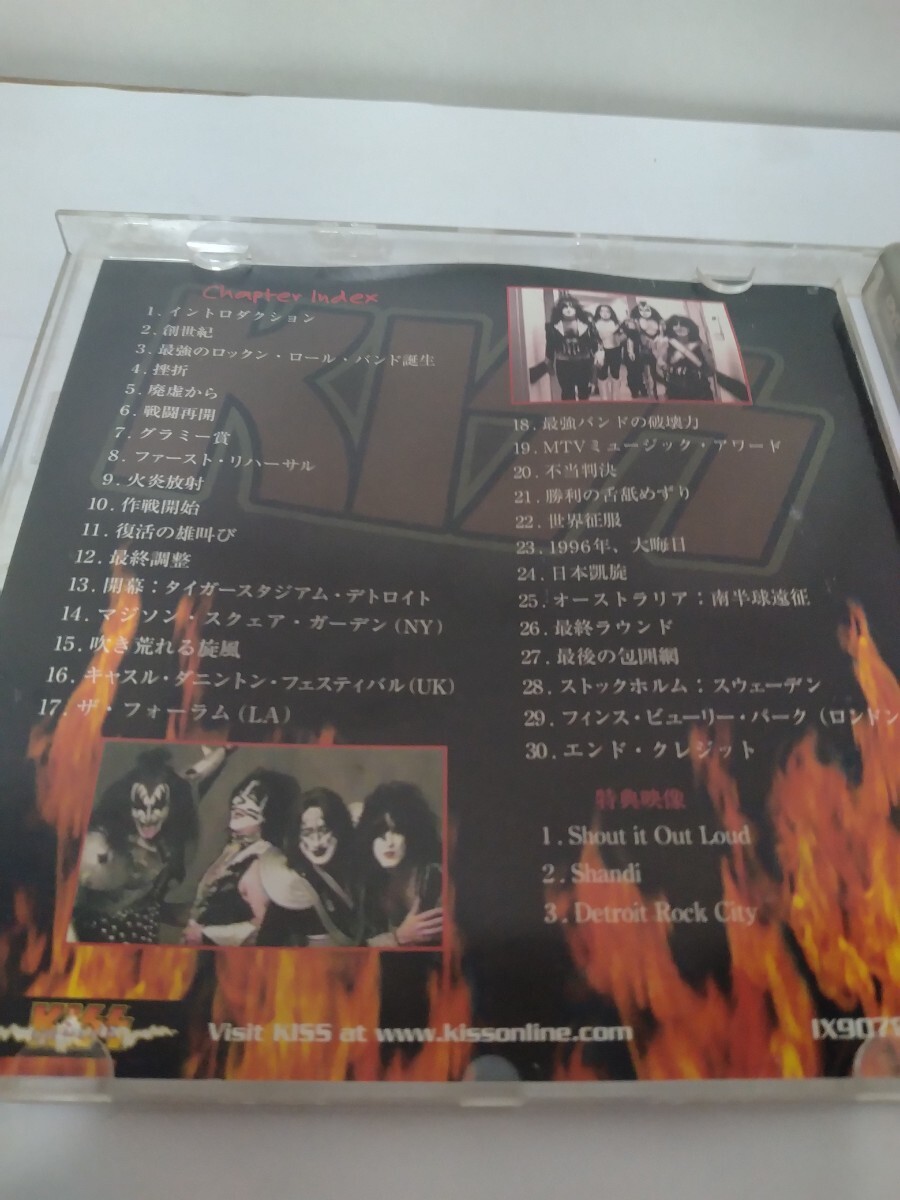 Chapter Index
KISS
1.イントロダクション
2.創世紀
3.最強のロックン・ロール・バンド誕生
4.挫折
5.廃虚から
6.戦闘再開
7.グラミー賞
8.ファースト・リハーサル
9.火炎放射
10.作戦開始
11.復活の雄叫び
12.最終調整
13.開幕:タイガースタジアム・デトロイト
14.マジソン・スクェア・ガーデン(NY)
15.吹き荒れる旋風
16.キャスル・ダニントン・フェスティバル(UK)
17.ザ・フォーラム(LA)
18.最強バンドの破壊力
19.MTVミュージック・アワード
20.不当判決
21.勝利の舌舐めずり
22.世界征服
23.1996年、大晦日
24.日本凱旋
25.オーストラリア:南半球遠征
26.最終ラウンド
27.最後の包囲網
28.ストックホルム:スウェーデン
29.フィンス・ビューリー・パーク(ロンドン
30.エンド・クレジット
特典映像
1.Shout it Out Loud
2.Shandi
3.Detroit Rock City
KISS
Visit KISS at www.kissonline.com
IX9079